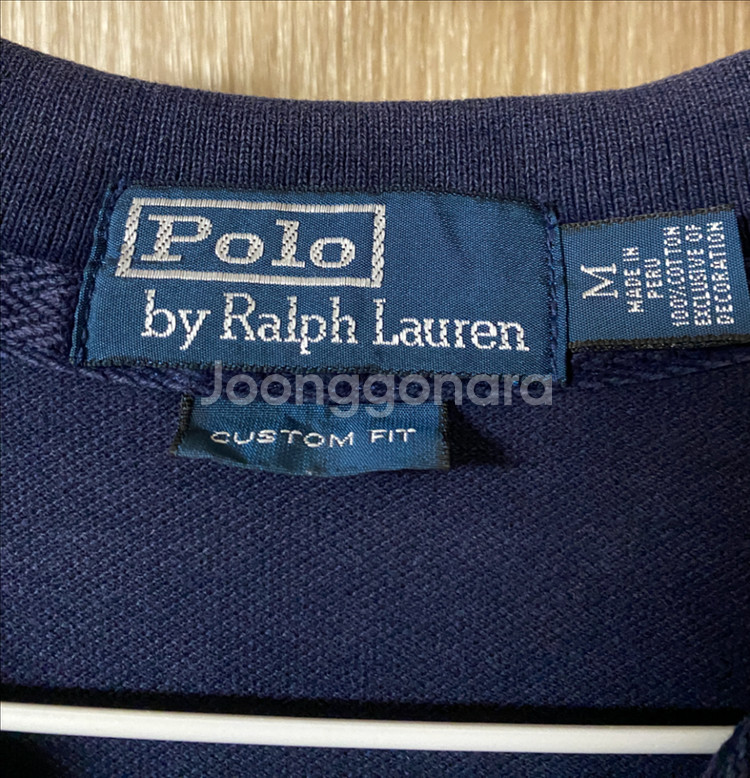 Polo
by Ralph Lauren
M
MADE IN
PERU
100% COTTON
EXCLUSIVE OF
DECORATION
Joonggonara
CUSTOM FIT